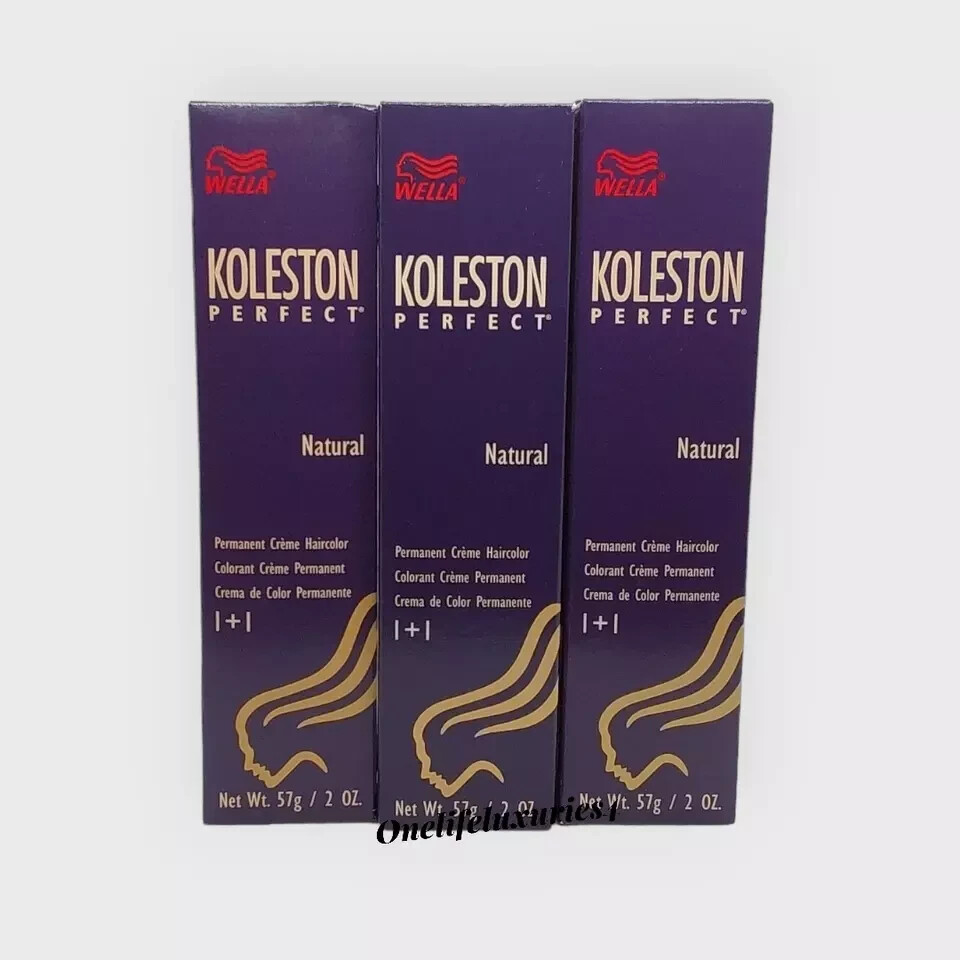 WELLA®
KOLESTON
PERFECT®
Natural
Permanent Crème Haircolor
Colorant Crème Permanent
Crema de Color Permanente
|+|
Net Wt. 57g / 2 OZ.
WELLA®
KOLESTON
PERFECT®
Natural
Permanent Crème Haircolor
Colorant Crème Permanent
Crema de Color Permanente
|+|
Net Wt. 57g / 2 OZ.
WELLA®
KOLESTON
PERFECT®
Natural
Permanent Crème Haircolor
Colorant Crème Permanent
Crema de Color Permanente
|+|
Net Wt. 57g / 2 OZ.
Onelifeluxuries4